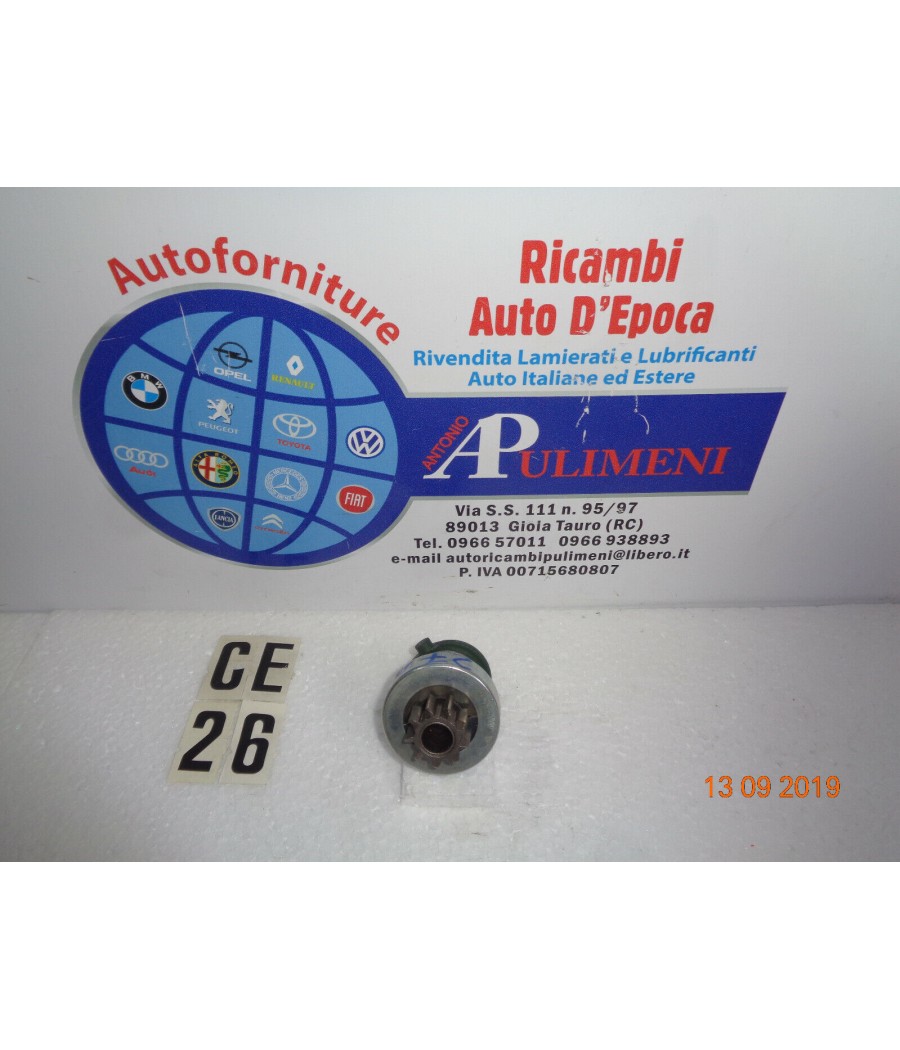 Autoforniture
Ricambi
Auto D'Epoca
Rivendita Lamierati e Lubrificanti
Auto Italiane ed Estere
BMW
OPEL
RENAULT
PEUGEOT
TOYOTA
Audi
FIAT
LANCIA
ANTONIO
APULIMENI
Via S.S. 111 n. 95/97
89013 Gioia Tauro (RC)
Tel. 0966 57011 0966 938893
e-mail autoricambipulimeni@libero.it
P. IVA 00715680807
CE
26
13 09 2019